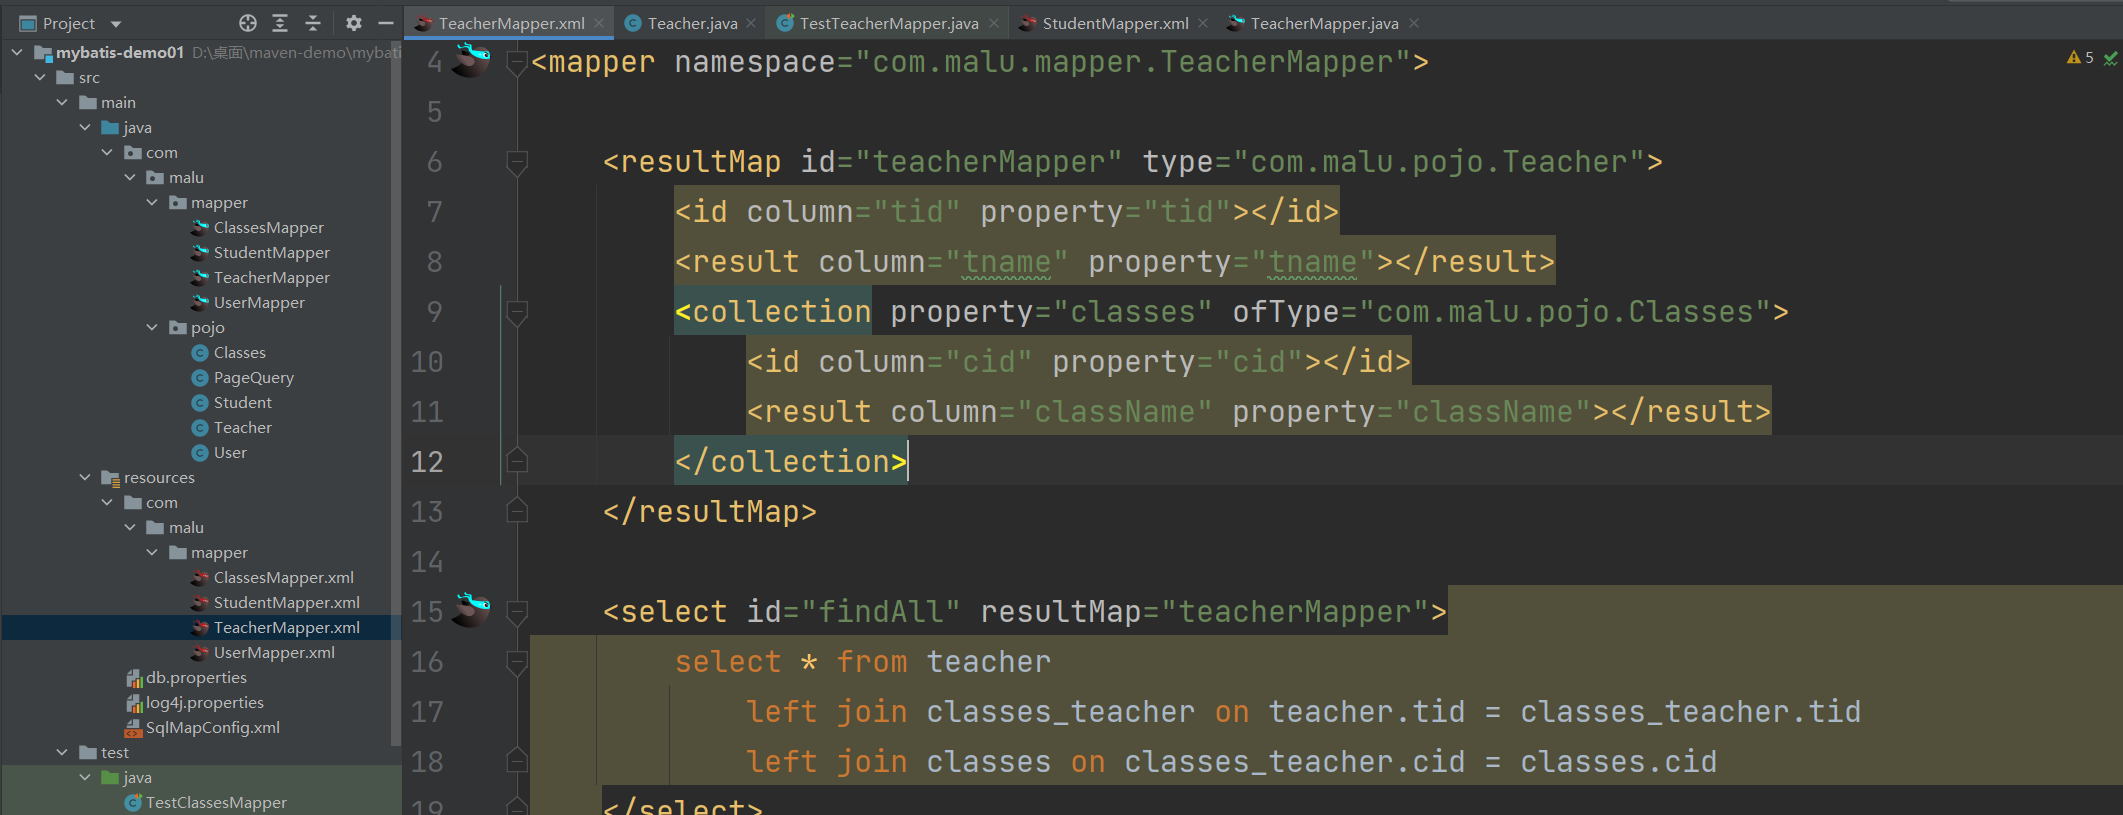 Project
TeacherMapper.xml
Teacher.java
TestTeacherMapper.java
StudentMapper.xml
TeacherMapper.java
mybatis-demo01 D:\桌面\maven-demo\mybati
src
main
java
com
malu
mapper
ClassesMapper
StudentMapper
TeacherMapper
UserMapper
pojo
Classes
PageQuery
Student
Teacher
User
resources
com
malu
mapper
ClassesMapper.xml
StudentMapper.xml
TeacherMapper.xml
UserMapper.xml
db.properties
log4j.properties
SqlMapConfig.xml
test
java
TestClassesMapper
5
4 <mapper namespace="com.malu.mapper.TeacherMapper">
5
6 <resultMap id="teacherMapper" type="com.malu.pojo.Teacher">
7 <id column="tid" property="tid"></id>
8 <result column="tname" property="tname"></result>
9 <collection property="classes" ofType="com.malu.pojo.Classes">
10 <id column="cid" property="cid"></id>
11 <result column="className" property="className"></result>
12 </collection>
13 </resultMap>
14
15 <select id="findAll" resultMap="teacherMapper">
16 select * from teacher
17 left join classes_teacher on teacher.tid = classes_teacher.tid
18 left join classes on classes_teacher.cid = classes.cid
19 </select>